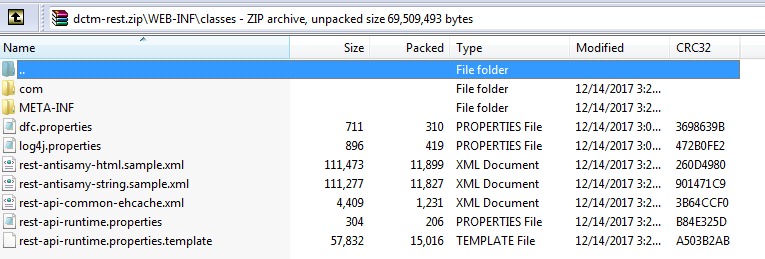 dctm-rest.zip\WEB-INF\classes - ZIP archive, unpacked size 69,509,493 bytes
Name Size Packed Type Modified CRC32
.. File folder
com File folder 12/14/2017 3:2...
META-INF File folder 12/14/2017 3:2...
dfc.properties 711 310 PROPERTIES File 12/14/2017 3:0... 3698639B
log4j.properties 896 419 PROPERTIES File 12/14/2017 3:0... 472B0FE2
rest-antisamy-html.sample.xml 111,473 11,899 XML Document 12/14/2017 3:2... 260D4980
rest-antisamy-string.sample.xml 111,277 11,827 XML Document 12/14/2017 3:2... 901471C9
rest-api-common-ehcache.xml 4,409 1,231 XML Document 12/14/2017 3:2... 3B64CCF0
rest-api-runtime.properties 304 206 PROPERTIES File 12/14/2017 3:2... B84E325D
rest-api-runtime.properties.template 57,832 15,016 TEMPLATE File 12/14/2017 3:2... A503B2AB